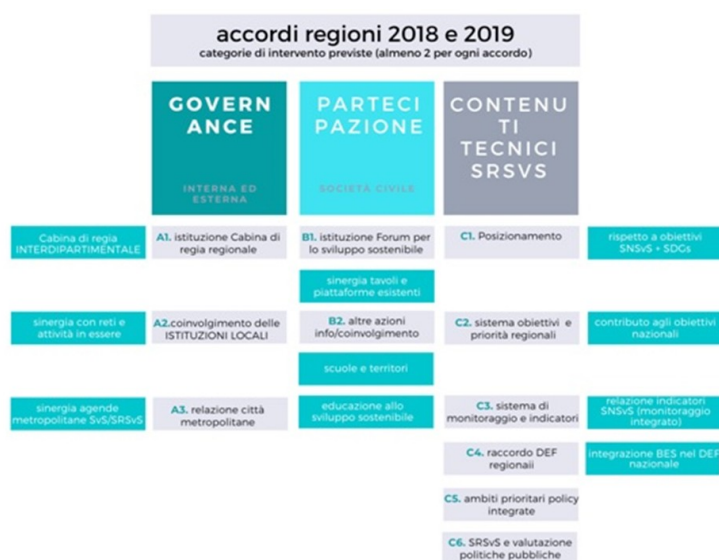 accordi regioni 2018 e 2019
categorie di intervento previste (almeno 2 per ogni accordo)
GOVERN
ANCE
INTERNA ED
ESTERNA
PARTECI
PAZIONE
SOCIETÀ CIVILE
CONTENU
TI
TECNICI
SRSVS
Cabina di regia
INTERDIPARTIMENTALE
A1. istituzione Cabina di
regia regionale
B1. istituzione Forum per
lo sviluppo sostenibile
C1. Posizionamento
rispetto a obiettivi
SNSvS + SDGs
sinergia tavoli e
piattaforme esistenti
sinergia con reti e
attività in essere
A2.coinvolgimento delle
ISTITUZIONI LOCALI
B2. altre azioni
info/coinvolgimento
C2. sistema obiettivi e
priorità regionali
contributo agli obiettivi
nazionali
scuole e territori
sinergia agende
metropolitane SvS/SRSvS
A3. relazione città
metropolitane
educazione allo
sviluppo sostenibile
C3. sistema di
monitoraggio e indicatori
relazione indicatori
SNSvS (monitoraggio
integrato)
C4. raccordo DEF
regionaii
integrazione BES nel DEF
nazionale
C5. ambiti prioritari policy
integrate
C6. SRSvS e valutazione
politiche pubbliche